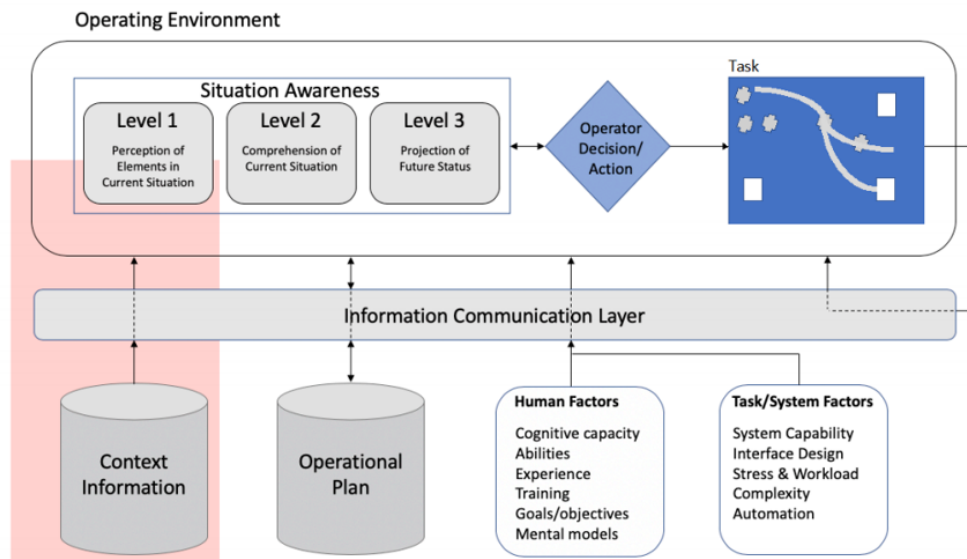 Operating Environment
Situation Awareness
Level 1
Perception of
Elements in
Current Situation
Level 2
Comprehension of
Current Situation
Level 3
Projection of
Future Status
Operator
Decision/
Action
Task
Information Communication Layer
Context
Information
Operational
Plan
Human Factors
Cognitive capacity
Abilities
Experience
Training
Goals/objectives
Mental models
Task/System Factors
System Capability
Interface Design
Stress & Workload
Complexity
Automation